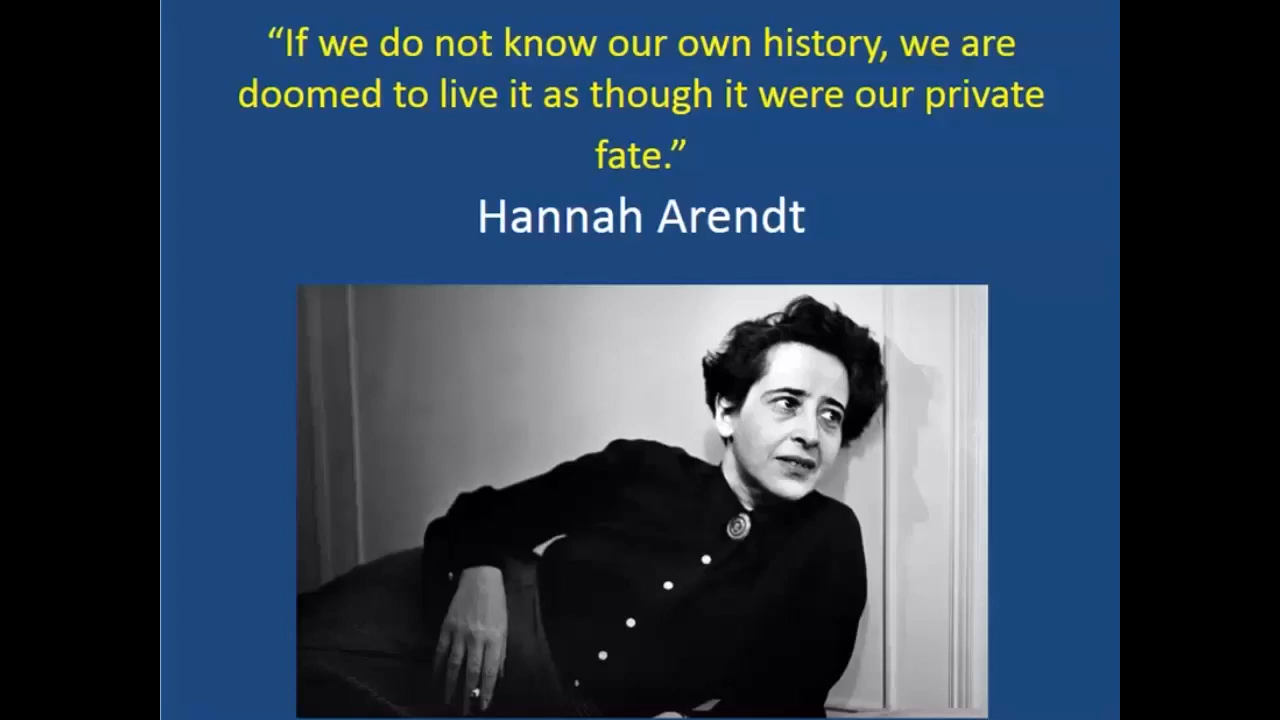 “If we do not know our own history, we are
doomed to live it as though it were our private
fate.”
Hannah Arendt